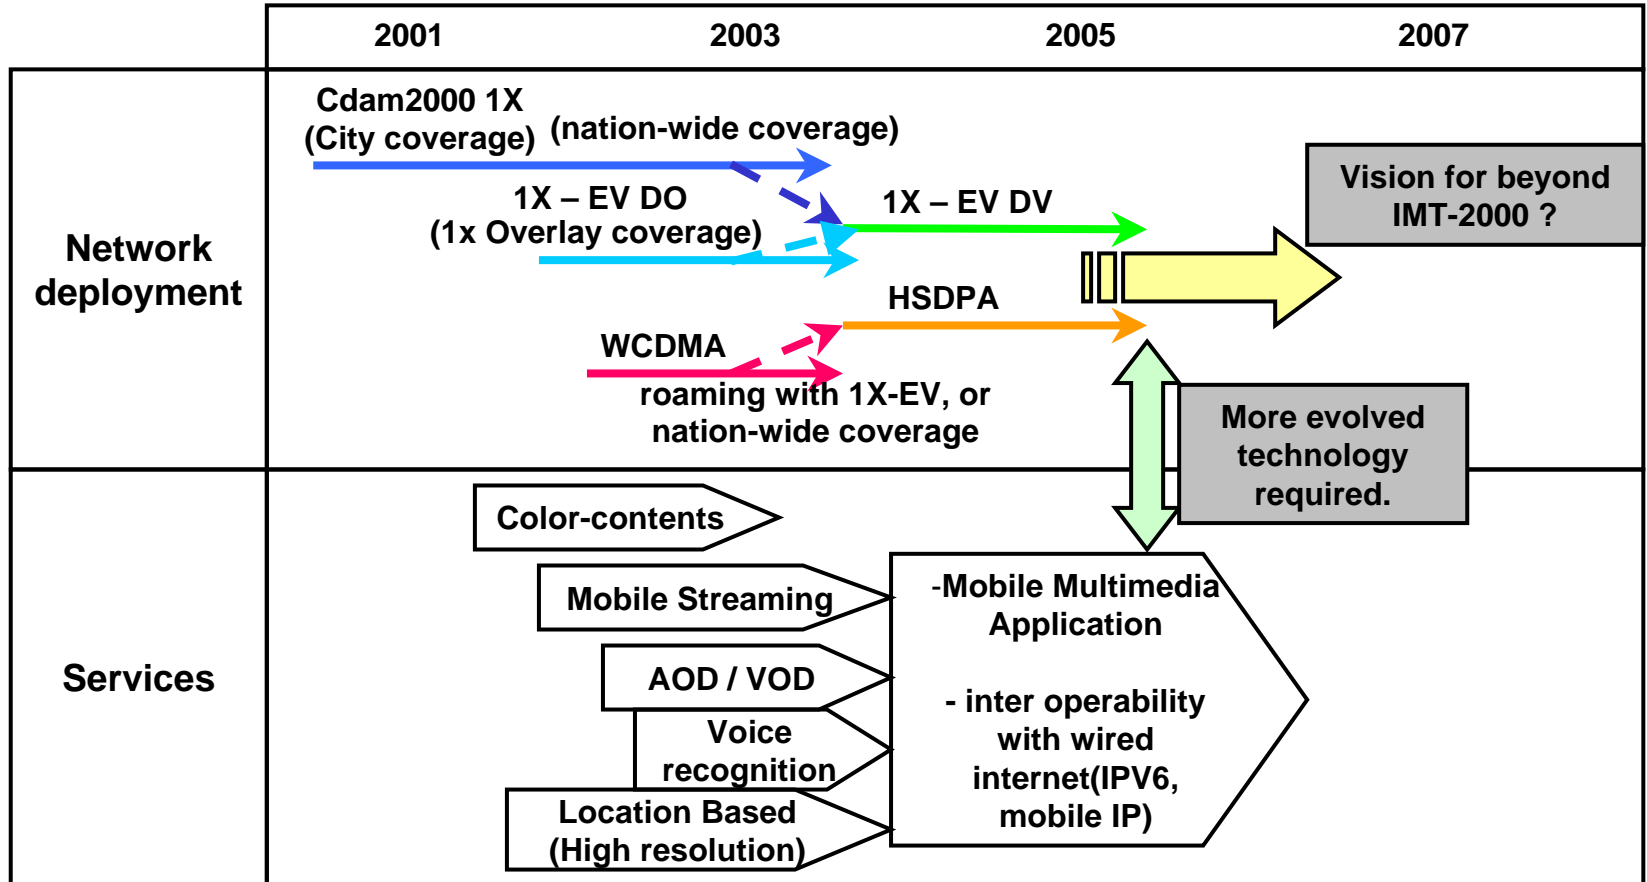 2001 2003 2005 2007
Network
deployment
Cdam2000 1X
(City coverage)
(nation-wide coverage)
1X – EV DO
(1x Overlay coverage)
1X – EV DV
Vision for beyond
IMT-2000 ?
HSDPA
WCDMA
roaming with 1X-EV, or
nation-wide coverage
More evolved
technology
required.
Services
Color-contents
Mobile Streaming
AOD / VOD
Voice
recognition
Location Based
(High resolution)
-Mobile Multimedia
Application
- inter operability
with wired
internet(IPV6,
mobile IP)